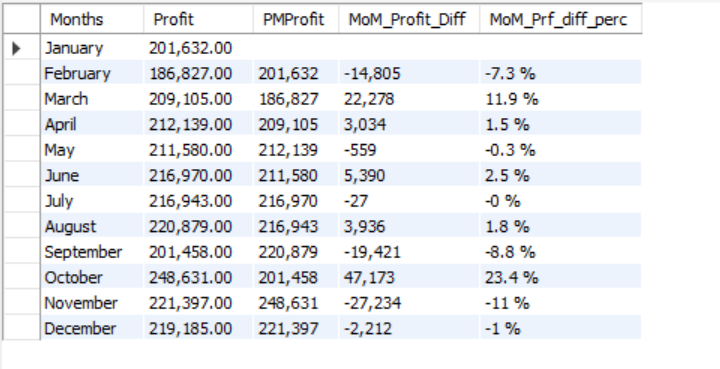 Months Profit PMProfit MoM_Profit_Diff MoM_Prf_diff_perc
January 201,632.00
February 186,827.00 201,632 -14,805 -7.3 %
March 209,105.00 186,827 22,278 11.9 %
April 212,139.00 209,105 3,034 1.5 %
May 211,580.00 212,139 -559 -0.3 %
June 216,970.00 211,580 5,390 2.5 %
July 216,943.00 216,970 -27 -0 %
August 220,879.00 216,943 3,936 1.8 %
September 201,458.00 220,879 -19,421 -8.8 %
October 248,631.00 201,458 47,173 23.4 %
November 221,397.00 248,631 -27,234 -11 %
December 219,185.00 221,397 -2,212 -1 %